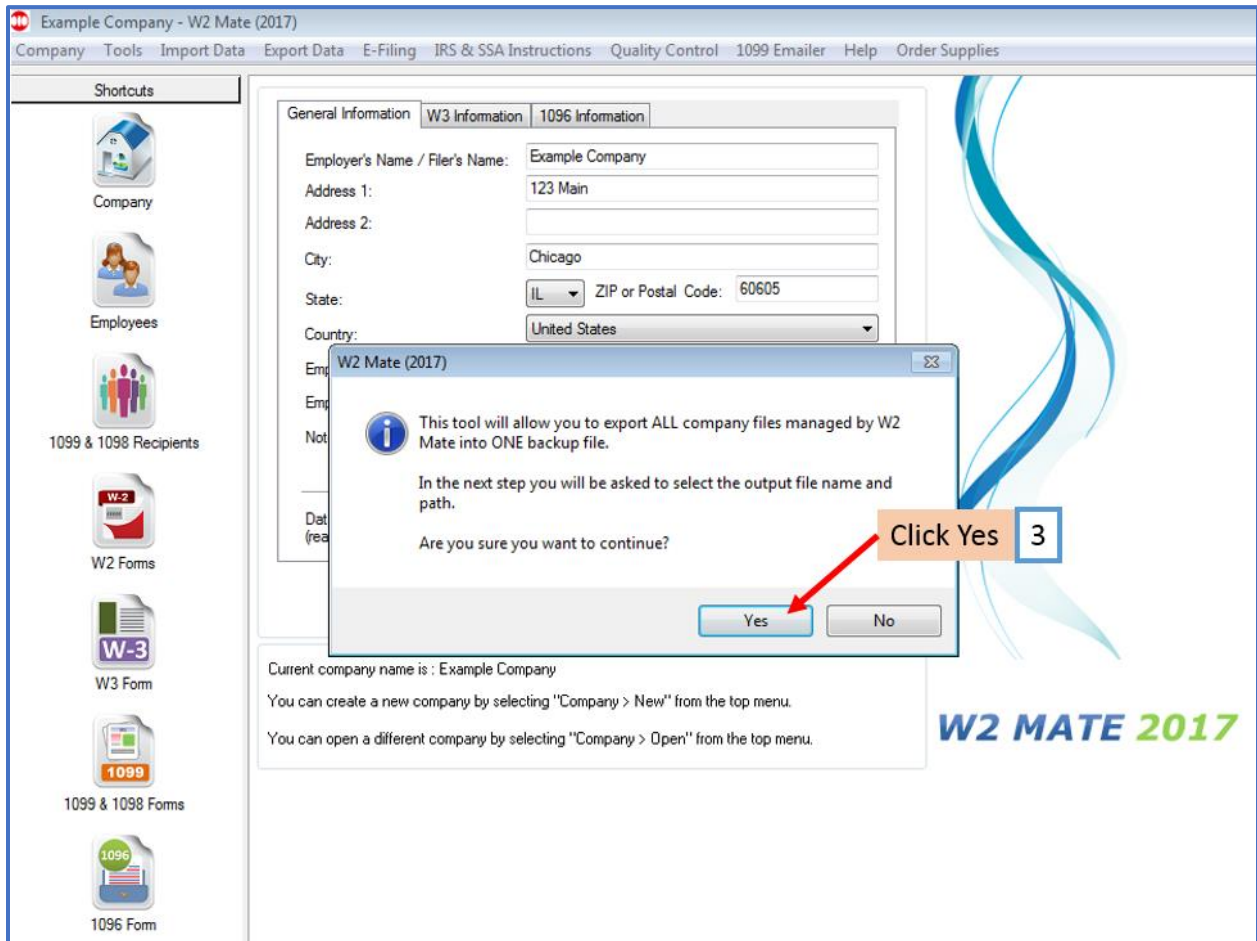 Example Company - W2 Mate (2017)
Company Tools Import Data Export Data E-Filing IRS & SSA Instructions Quality Control 1099 Emailer Help Order Supplies
Shortcuts
Company
Employees
1099 & 1098 Recipients
W-2
W2 Forms
W-3
W3 Form
1099
1099 & 1098 Forms
1096
1096 Form
General Information W3 Information 1096 Information
Employer's Name / Filer's Name: Example Company
Address 1: 123 Main
Address 2:
City: Chicago
State: IL ZIP or Postal Code: 60605
Country: United States
Emp
Emp
Not
Dat
(rea
W2 Mate (2017)
This tool will allow you to export ALL company files managed by W2
Mate into ONE backup file.
In the next step you will be asked to select the output file name and
path.
Are you sure you want to continue?
Click Yes 3
Yes No
Current company name is : Example Company
You can create a new company by selecting "Company > New" from the top menu.
You can open a different company by selecting "Company > Open" from the top menu.
W2 MATE 2017